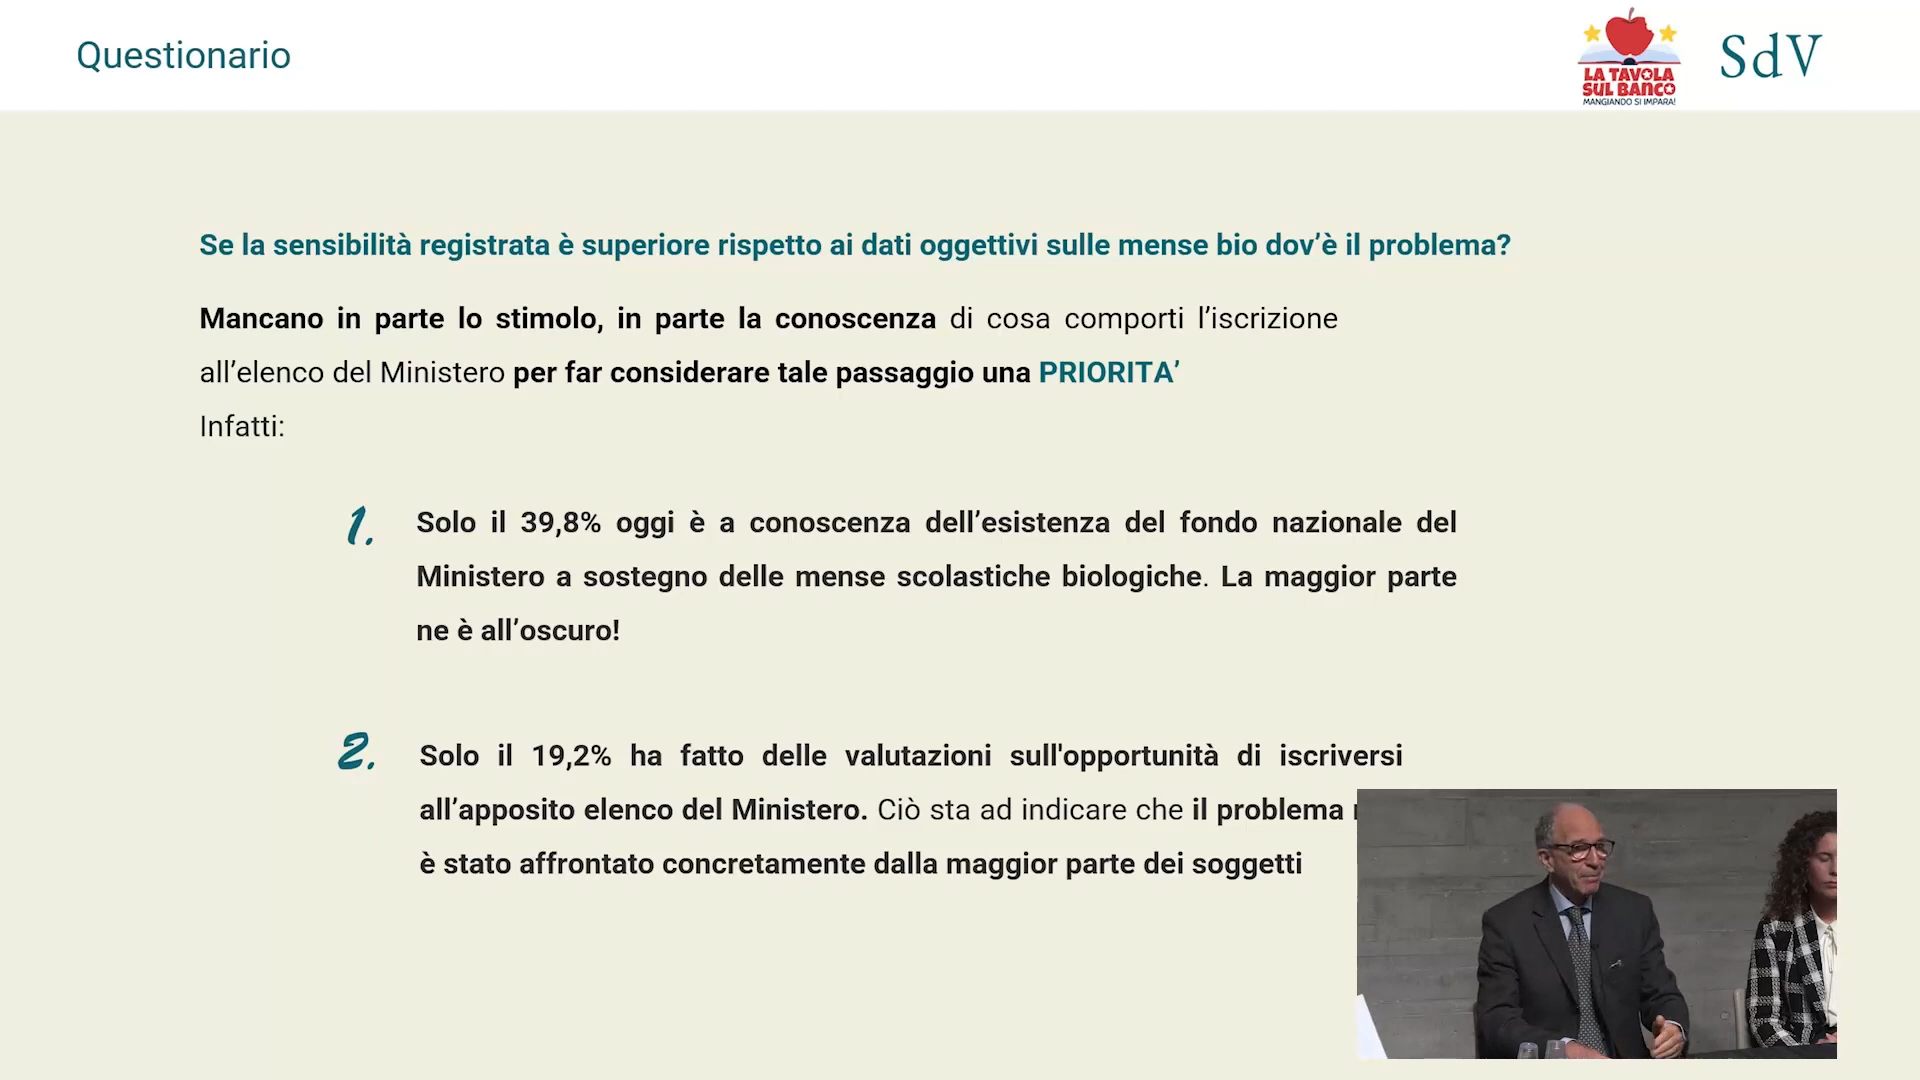 Questionario
LA TAVOLA
SUL BANCO
MANGIANDO SI IMPARA!
SdV
Se la sensibilità registrata è superiore rispetto ai dati oggettivi sulle mense bio dov’è il problema?
Mancano in parte lo stimolo, in parte la conoscenza di cosa comporti l’iscrizione
all’elenco del Ministero per far considerare tale passaggio una PRIORITA’
Infatti:
1. Solo il 39,8% oggi è a conoscenza dell’esistenza del fondo nazionale del
Ministero a sostegno delle mense scolastiche biologiche. La maggior parte
ne è all’oscuro!
2. Solo il 19,2% ha fatto delle valutazioni sull'opportunità di iscriversi
all’apposito elenco del Ministero. Ciò sta ad indicare che il problema
è stato affrontato concretamente dalla maggior parte dei soggetti